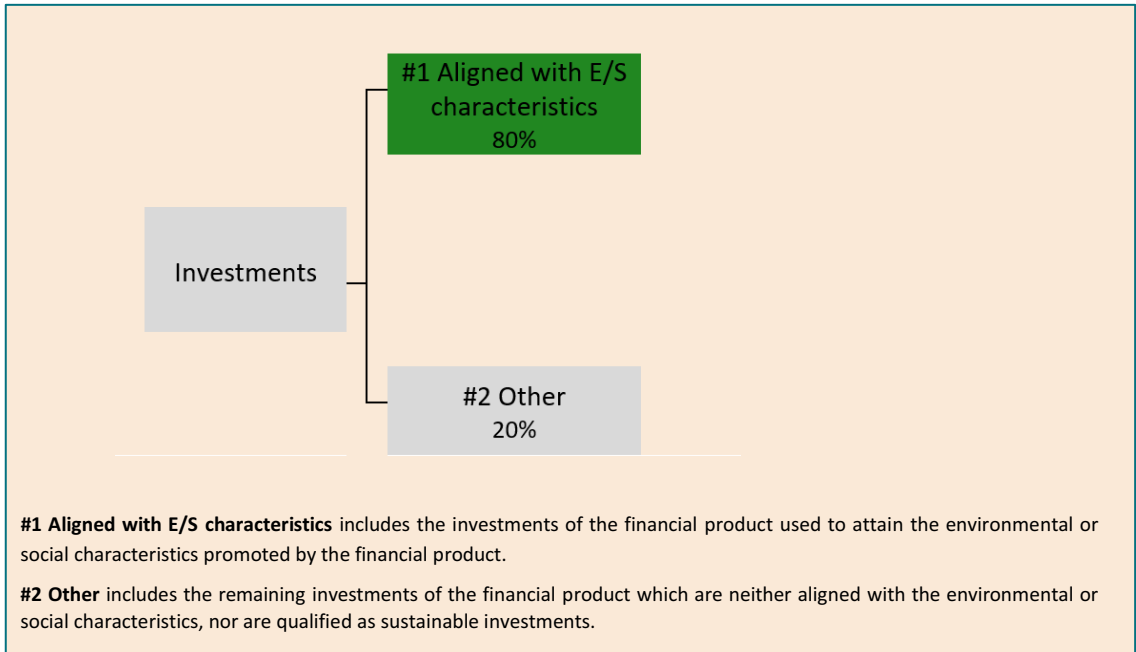 #1 Aligned with E/S
characteristics
80%
Investments
#2 Other
20%
#1 Aligned with E/S characteristics includes the investments of the financial product used to attain the environmental or
social characteristics promoted by the financial product.
#2 Other includes the remaining investments of the financial product which are neither aligned with the environmental or
social characteristics, nor are qualified as sustainable investments.